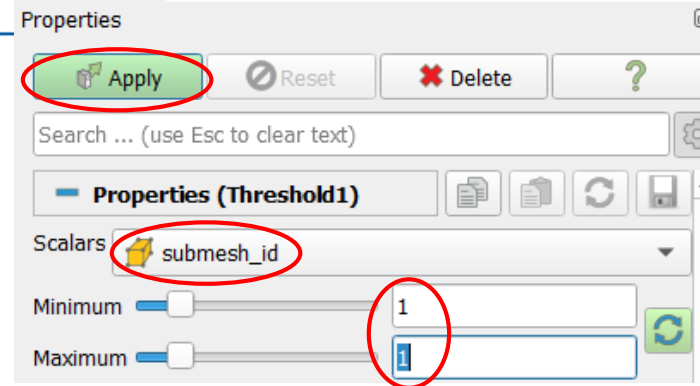 Properties
Apply Reset Delete ?
Search ... (use Esc to clear text)
Properties (Threshold1)
Scalars submesh_id
Minimum 1
Maximum 1